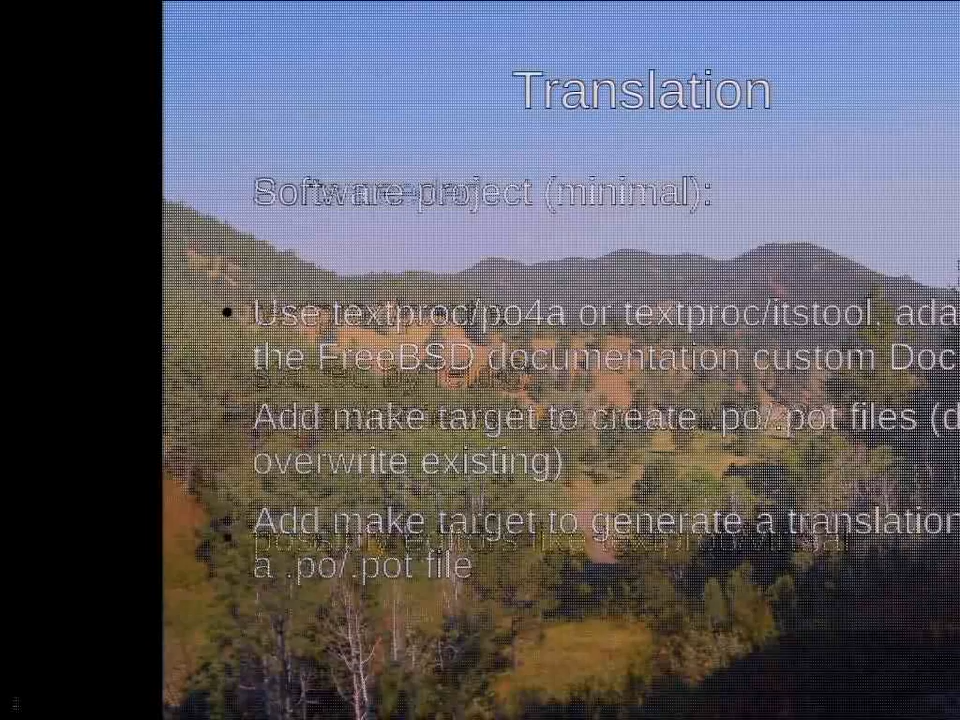 Translation
Software project (minimal):
Use textproc/po4a or textproc/itstool, ada
the FreeBSD documentation custom Doc
Add make target to create .po/.pot files (d
overwrite existing)
Add make target to generate a translation
a .po/.pot file